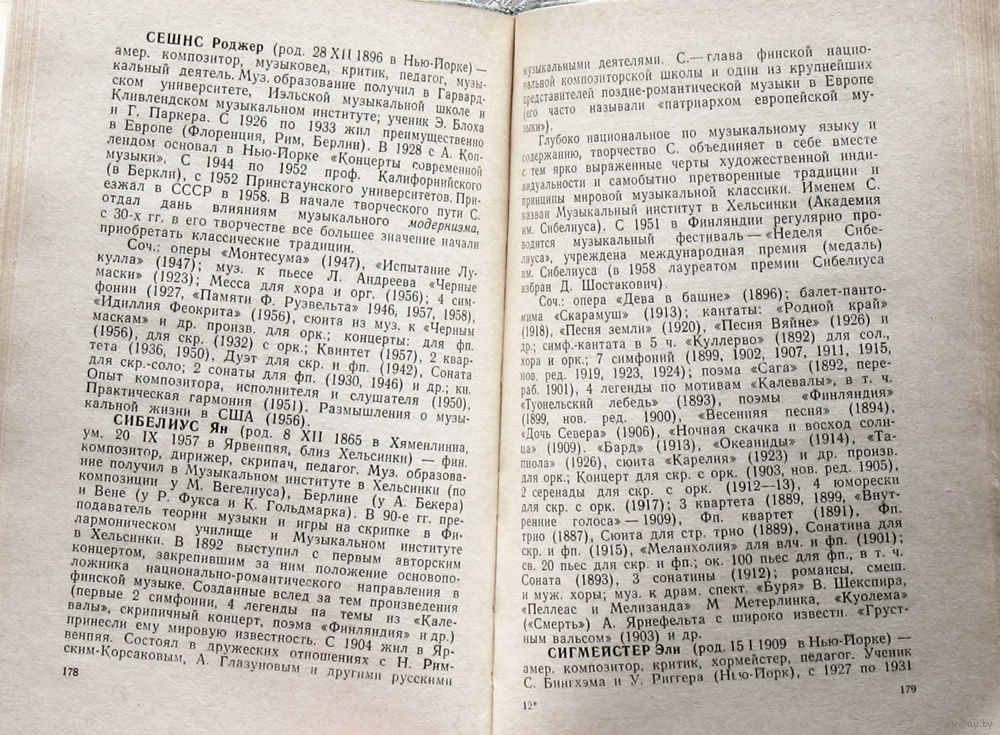 СЕШНС Роджер (род. 28 XII 1896 в Нью-Йорке) —
амер. композитор, музыковед, критик, педагог, музы-
кальный деятель. Муз. образование получил в Гарвард-
ском университете, Иэльской музыкальной школе и
Кливлендском музыкальном институте; ученик Э. Блоха
и Г. Паркера. С 1926 по 1933 жил преимущественно
в Европе (Флоренция, Рим, Берлин). В 1928 с А. Коп-
лендом основал в Нью-Йорке «Концерты современной
музыки». С 1944 по 1952 проф. Калифорнийского
(в Беркли), с 1952 Принстаунского университетов. При-
езжал в СССР в 1958. В начале творческого пути С.
отдал дань влияниям музыкального модернизма,
с 30-х гг. в его творчестве все большее значение начали
приобретать классические традиции.
Соч.: оперы «Монтесума» (1947), «Испытание Лу-
кулла» (1947); муз. к пьесе Л. Андреева «Черные
маски» (1923); Месса для хора и орг. (1956); 4 сим-
фонии (1927, «Памяти Ф. Рузвельта» 1946, 1957, 1958),
«Идиллия Феокрита» (1956), сюита из муз. к «Черным
маскам» и др. произв. для орк.; концерты: для фп.
(1956), для скр. (1932) с орк.; Квинтет (1957), 2 квар-
тета (1936, 1950), Дуэт для скр. и фп. (1942), Соната
для скр.-соло; 2 сонаты для фп. (1930, 1946) и др.; кн.
Опыт композитора, исполнителя и слушателя (1950),
Практическая гармония (1951). Размышления о музы-
кальной жизни в США (1956).
СИБЕЛИУС Ян (род. 8 XII 1865 в Хяменлинна,
ум. 20 IX 1957 в Ярвенпяя, близ Хельсинки) — фин.
композитор, дирижер, скрипач, педагог. Муз. образова-
ние получил в Музыкальном институте в Хельсинки (по
композиции у М. Вегелиуса), Берлине (у А. Бекера)
и Вене (у Р. Фукса и К. Гольдмарка). В 90-е гг. пре-
подаватель теории музыки и игры на скрипке в Фи-
лармоническом училище и Музыкальном институте
в Хельсинки. В 1892 выступил с первым авторским
концертом, закрепившим за ним положение осново­по-
ложника национально-романтического направления в
финской музыке. Созданные вслед за тем произведения
(первые 2 симфонии, 4 легенды на темы из «Кале-
валы», скрипичный концерт, поэма «Финляндия» и др.)
принесли ему мировую известность. С 1904 жил в Яр-
венпяя. Состоял в дружеских отношениях с Н. Рим-
ским-Корсаковым, А. Глазуновым и другими русскими
178
музыкальными деятелями. С.— глава финской нацио-
нальной композиторской школы и один из крупнейших
представителей поздне-романтической музыки в Европе
(его часто называли «патриархом европейской му-
зыки»).
Глубоко национальное по музыкальному языку и
содержанию, творчество С. объединяет в себе вместе
с тем ярко выраженные черты художественной инди-
видуальности и самобытно претворенные традиции и
принципы мировой музыкальной классики. Именем С.
назван Музыкальный институт в Хельсинки (Академия
им. Сибелиуса). С 1951 в Финляндии регулярно про-
водятся музыкальный фестиваль — «Неделя Сибе-
лиуса», учреждена международная премия (медаль)
им. Сибелиуса (в 1958 лауреатом премии Сибелиуса
избран Д. Шостакович).
Соч.: опера «Дева в башне» (1896); балет-панто-
мима «Скарамуш» (1913); кантаты: «Родной край»
(1918), «Песня земли» (1920), «Песня Вяйне» (1926) и
др.; симф.-кантата в 5 ч. «Куллерво» (1892) для сол.,
хора и орк.; 7 симфоний (1899, 1902, 1907, 1911, 1915,
нов. ред. 1919, 1923, 1924); поэма «Сага» (1892, пере-
раб. 1901), 4 легенды по мотивам «Калевалы», в т. ч.
«Туонельский лебедь» (1893), поэмы «Финляндия»
(1899, нов. ред. 1900), «Весенняя песня» (1894),
«Дочь Севера» (1906), «Ночная скачка и восход солн-
ца» (1909). «Бард» (1913), «Океаниды» (1914), «Та-
пиола» (1926), сюита «Карелия» (1923) и др. произв.
для орк.; Концерт для скр. с орк. (1903, нов. ред. 1905),
2 серенады для скр. с орк. (1912—13), 4 юморески
для скр. с орк. (1917); 3 квартета (1889, 1899, «Внут-
ренние голоса» — 1909), Фп. квартет (1891), Фп.
трио (1887), Сюита для стр. трио (1889), Сонатина для
скр. и фп. (1915), «Меланхолия» для влч. и фп. (1901);
св. 20 пьес для скр. и фп.; ок. 100 пьес для фп., в т. ч.
Соната (1893), 3 сонатины (1912); романсы, смеш.
и муж. хоры; муз. к драм. спект. «Буря» В. Шекспира,
«Пеллеас и Мелизанда» М Метерлинка, «Куолема»
(«Смерть») А. Ярнефельта с широко известн. «Груст-
ным вальсом» (1903) и др.
СИГМЕЙСТЕР Эли (род. 15 I 1909 в Нью-Йорке) —
амер. композитор, критик, хормейстер, педагог. Ученик
С. Бингхэма и У. Риггера (Нью-Йорк), с 1927 по 1931
12*
179
www.ay.by